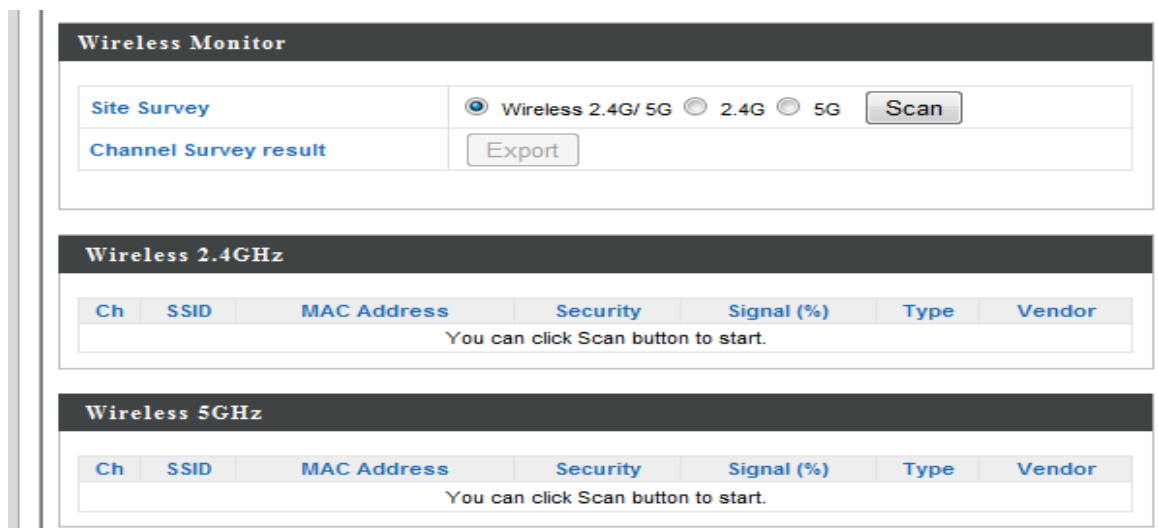 Wireless Monitor
Site Survey Wireless 2.4G/ 5G 2.4G 5G Scan
Channel Survey result Export
Wireless 2.4GHz
Ch SSID MAC Address Security Signal (%) Type Vendor
You can click Scan button to start.
Wireless 5GHz
Ch SSID MAC Address Security Signal (%) Type Vendor
You can click Scan button to start.